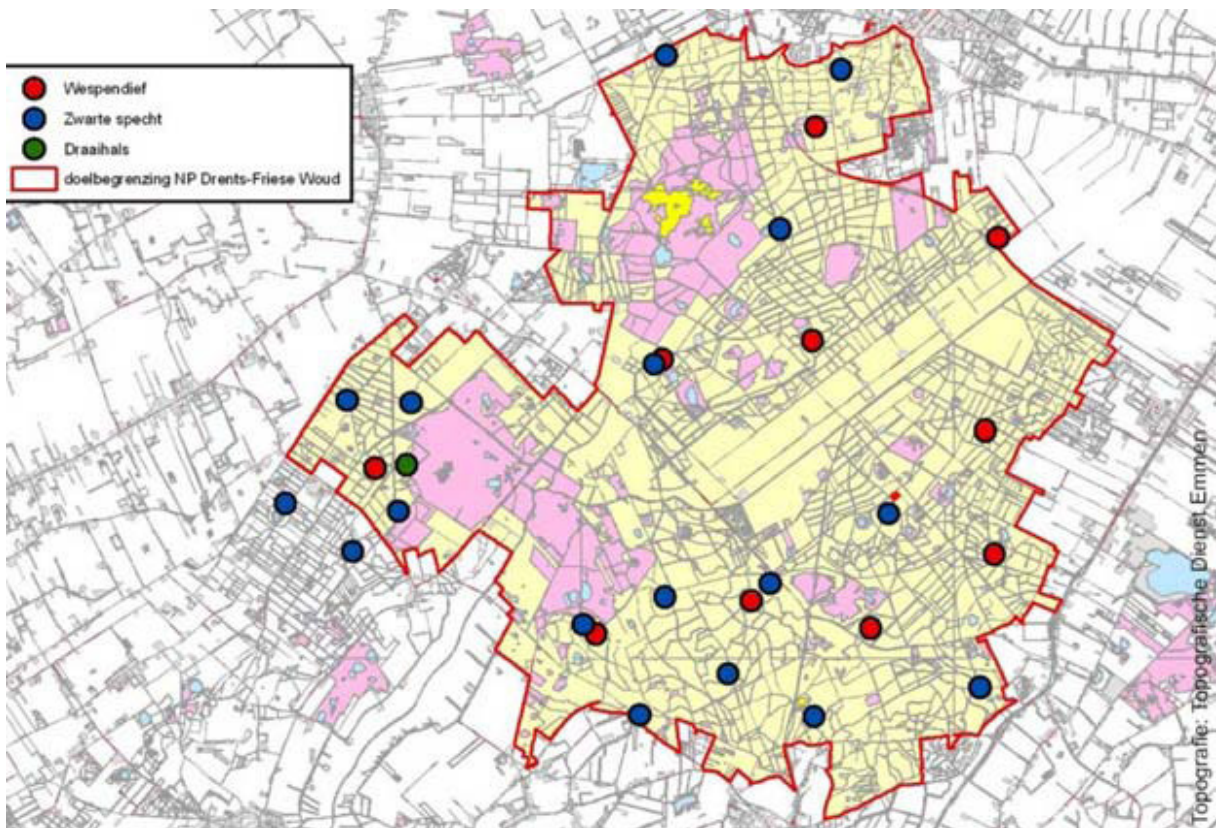 Wespendief
Zwarte specht
Draaihals
doelbegrenzing NP Drents-Friese Woud
Topografie: Topografische Dienst Emmen